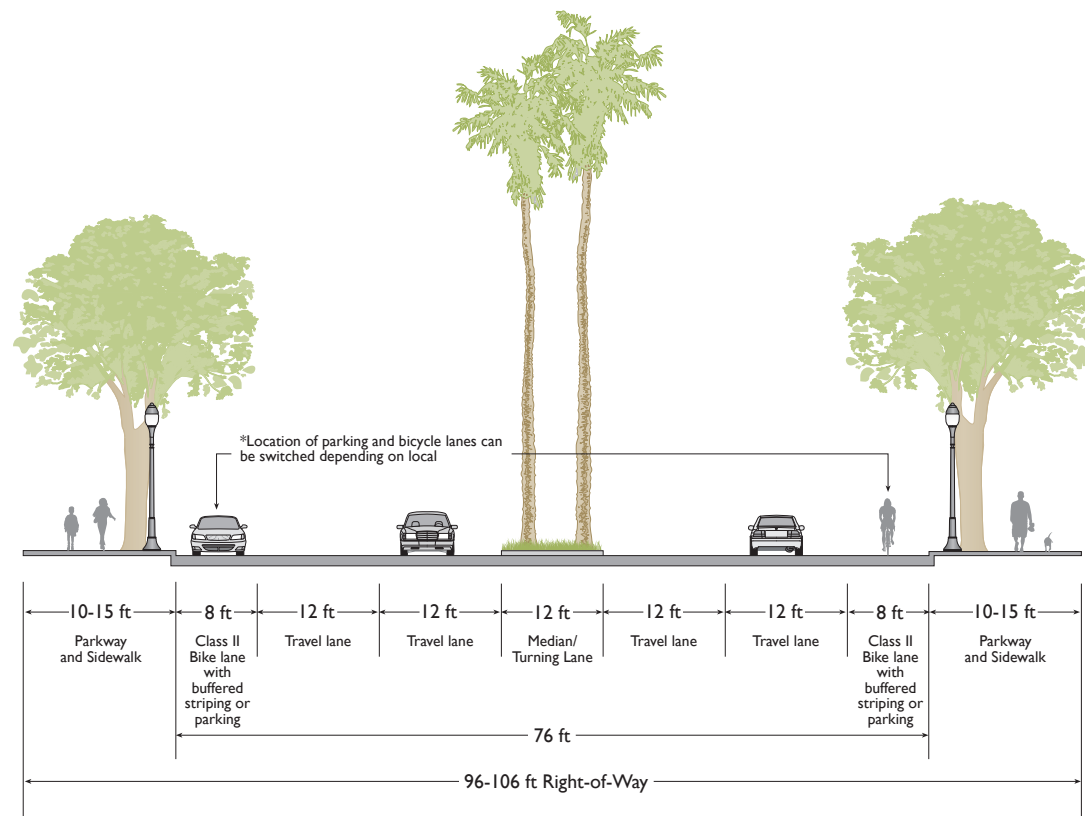 *Location of parking and bicycle lanes can
be switched depending on local
10-15 ft
8 ft
12 ft
12 ft
12 ft
12 ft
12 ft
8 ft
10-15 ft
Parkway
and Sidewalk
Class II
Bike lane
with
buffered
striping or
parking
Travel lane
Travel lane
Median/
Turning Lane
Travel lane
Travel lane
Class II
Bike lane
with
buffered
striping or
parking
Parkway
and Sidewalk
76 ft
96-106 ft Right-of-Way